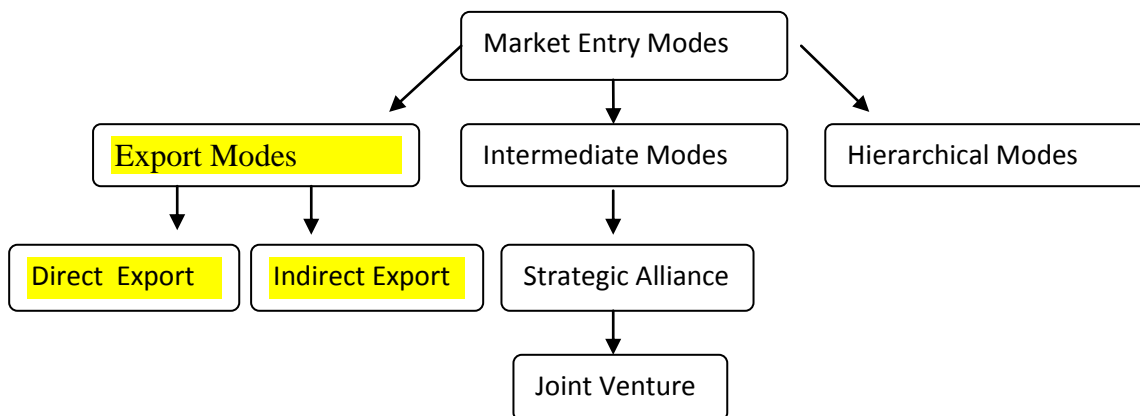 Market Entry Modes
Export Modes
Intermediate Modes
Hierarchical Modes
Direct Export
Indirect Export
Strategic Alliance
Joint Venture